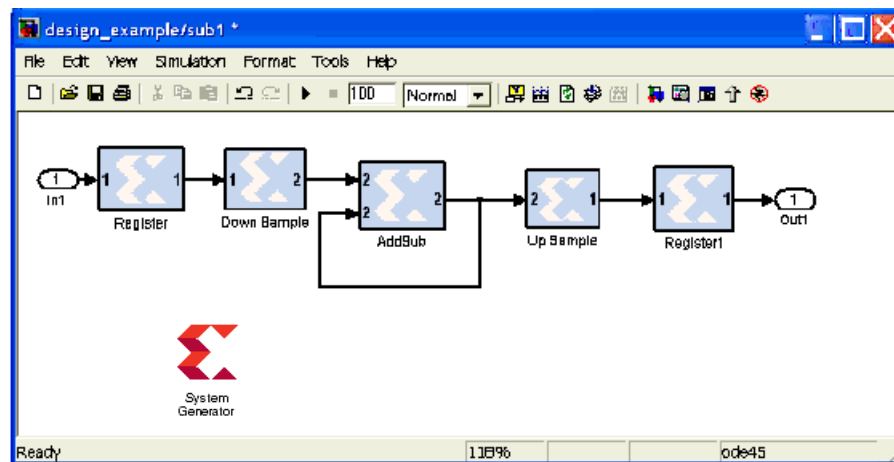 design_example/sub1 *
File Edit View Simulation Format Tools Help
100 Normal
1 1 1 1 2 2 2 2 2 1 1 1 1
In1 Register Down Sample AddSub Up Sample Register1 Out1
System
Generator
Ready 118% ode45